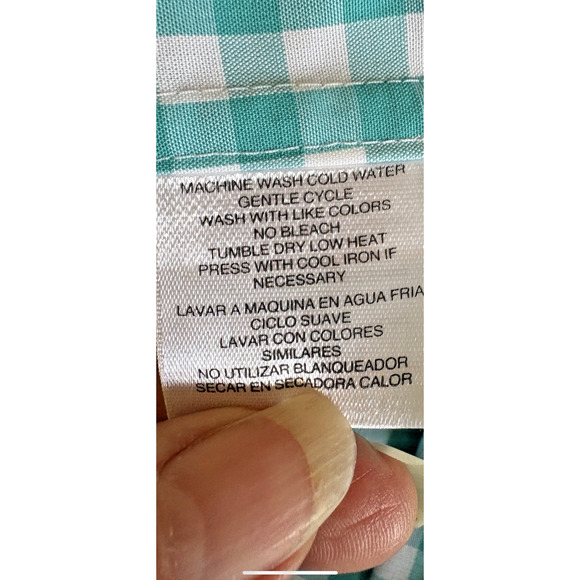 MACHINE WASH COLD WATER
GENTLE CYCLE
WASH WITH LIKE COLORS
NO BLEACH
TUMBLE DRY LOW HEAT
PRESS WITH COOL IRON IF
NECESSARY
LAVAR A MAQUINA EN AGUA FRIA
CICLO SUAVE
LAVAR CON COLORES
SIMILARES
NO UTILIZAR BLANQUEADOR
SECAR EN SECADORA CALOR